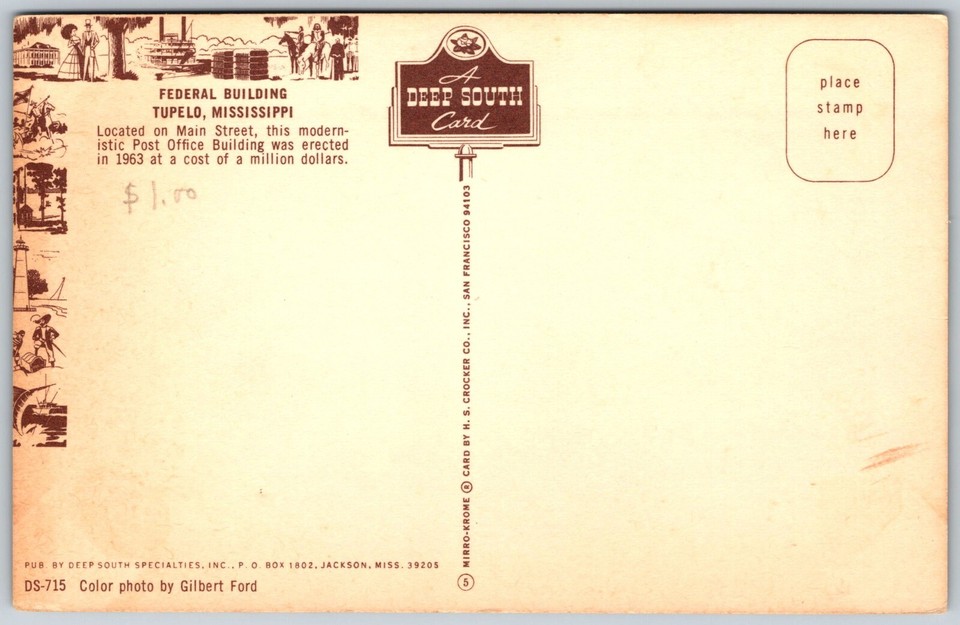 FEDERAL BUILDING
TUPELO, MISSISSIPPI
Located on Main Street, this modern-
istic Post Office Building was erected
in 1963 at a cost of a million dollars.
$1.00
A
DEEP SOUTH
Card
place
stamp
here
MIRRO-KROME ® CARD BY H. S. CROCKER CO., INC., SAN FRANCISCO 94103
5
PUB BY DEEP SOUTH SPECIALTIES, INC., P. O. BOX 1802, JACKSON, MISS. 39205
DS-715 Color photo by Gilbert Ford